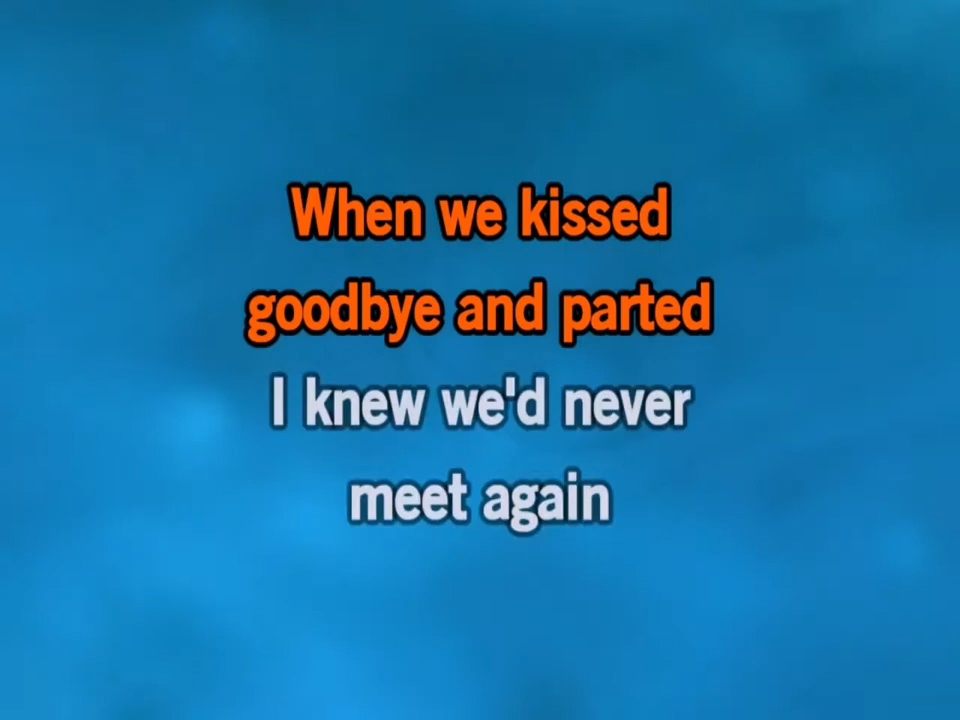 When we kissed
goodbye and parted
I knew we'd never
meet again